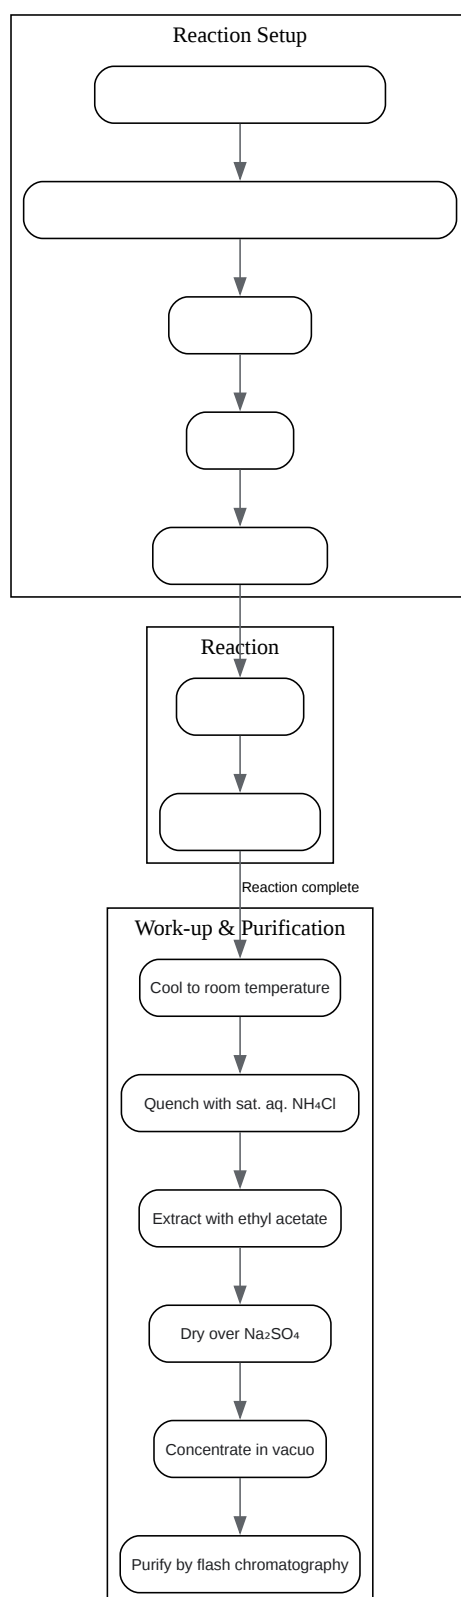 Reaction Setup
Reaction
Reaction complete
Work-up & Purification
Cool to room temperature
Quench with sat. aq. NH₄Cl
Extract with ethyl acetate
Dry over Na₂SO₄
Concentrate in vacuo
Purify by flash chromatography